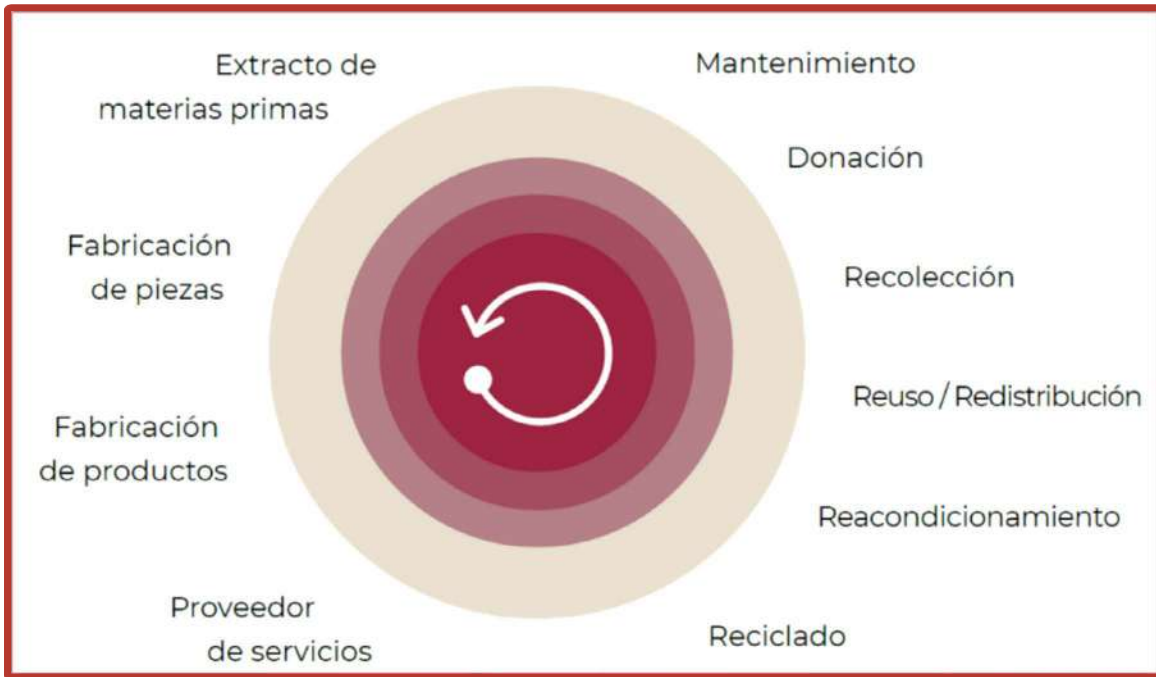 Extracto de
materias primas
Fabricación
de piezas
Fabricación
de productos
Proveedor
de servicios
Mantenimiento
Donación
Recolección
Reuso / Redistribución
Reacondicionamiento
Reciclado